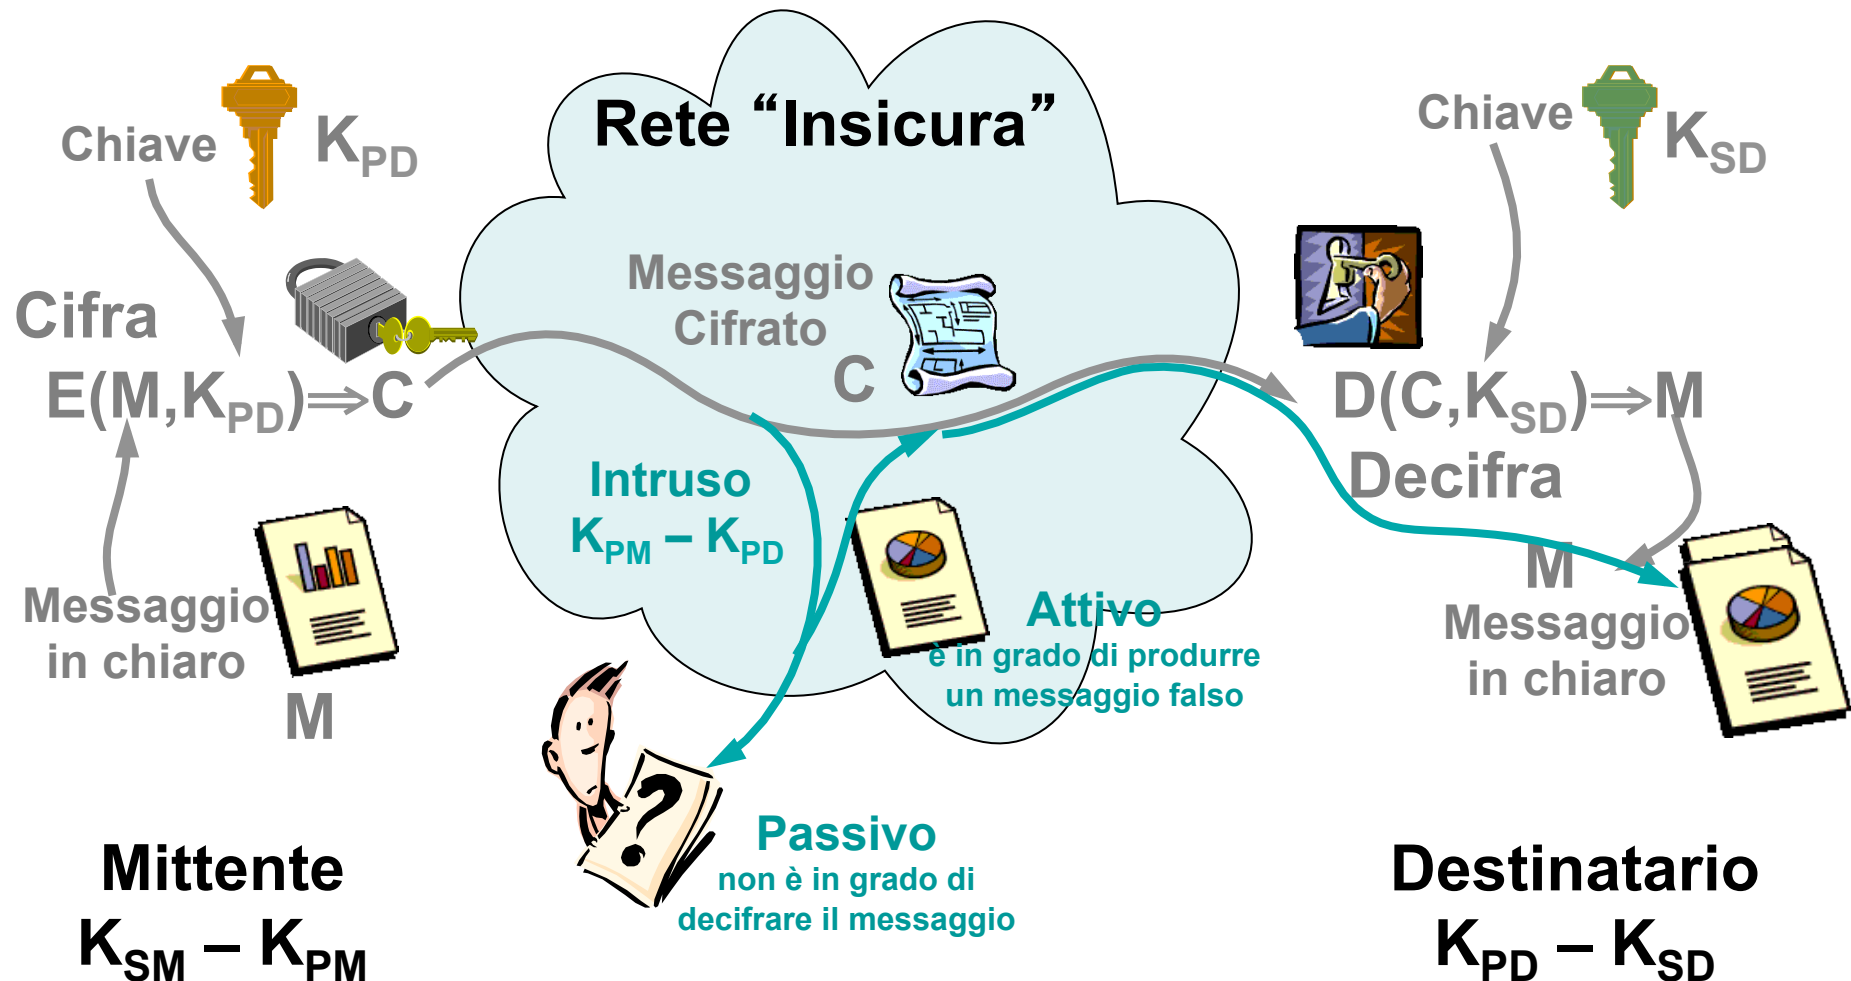 Rete “Insicura”
Chiave
K_PD
Chiave
K_SD
Messaggio
Cifrato
C
Cifra
E(M,K_PD)⇒C
D(C,K_SD)⇒M
Decifra
Intruso
K_PM – K_PD
Attivo
è in grado di produrre
un messaggio falso
Messaggio
in chiaro
M
M
Messaggio
in chiaro
Passivo
non è in grado di
decifrare il messaggio
?
Mittente
K_SM – K_PM
Destinatario
K_PD – K_SD